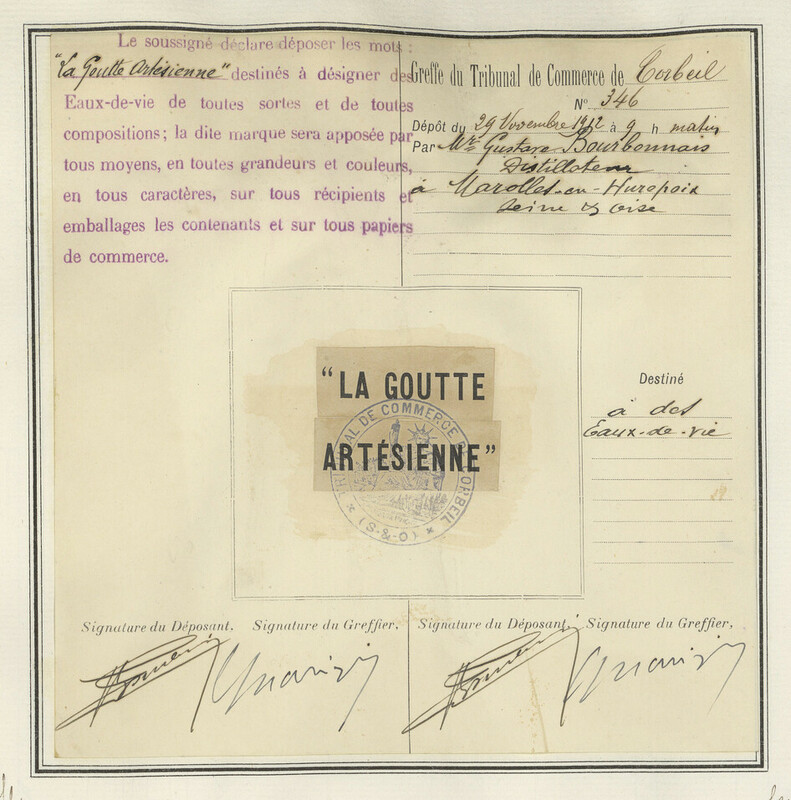 Le soussigné déclare déposer les mots :
"La Goutte Artésienne" destinés à désigner des
Eaux-de-vie de toutes sortes et de toutes
compositions; la dite marque sera apposée par
tous moyens, en toutes grandeurs et couleurs,
en tous caractères, sur tous récipients et
emballages les contenants et sur tous papiers
de commerce.
Greffe du Tribunal de Commerce de Corbeil
N° 346
Dépôt du 29 Novembre 1912 à 9 h matin
Par Mr Gustave Bourbonnais
Distillateur
à Marolles-en-Hurepoix
Seine & Oise
"LA GOUTTE
ARTÉSIENNE"
TRIBUNAL DE COMMERCE DE CORBEIL
(S-&-O)
Destiné
à des
Eaux-de-vie
Signature du Déposant. Signature du Greffier.
Signature du Déposant, Signature du Greffier,